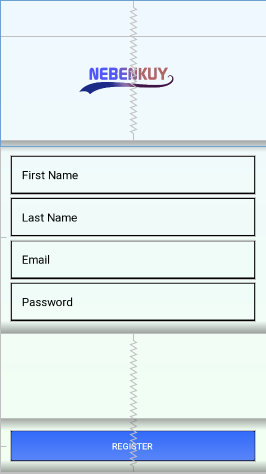 NEBENKUY
First Name
Last Name
Email
Password
REGISTER